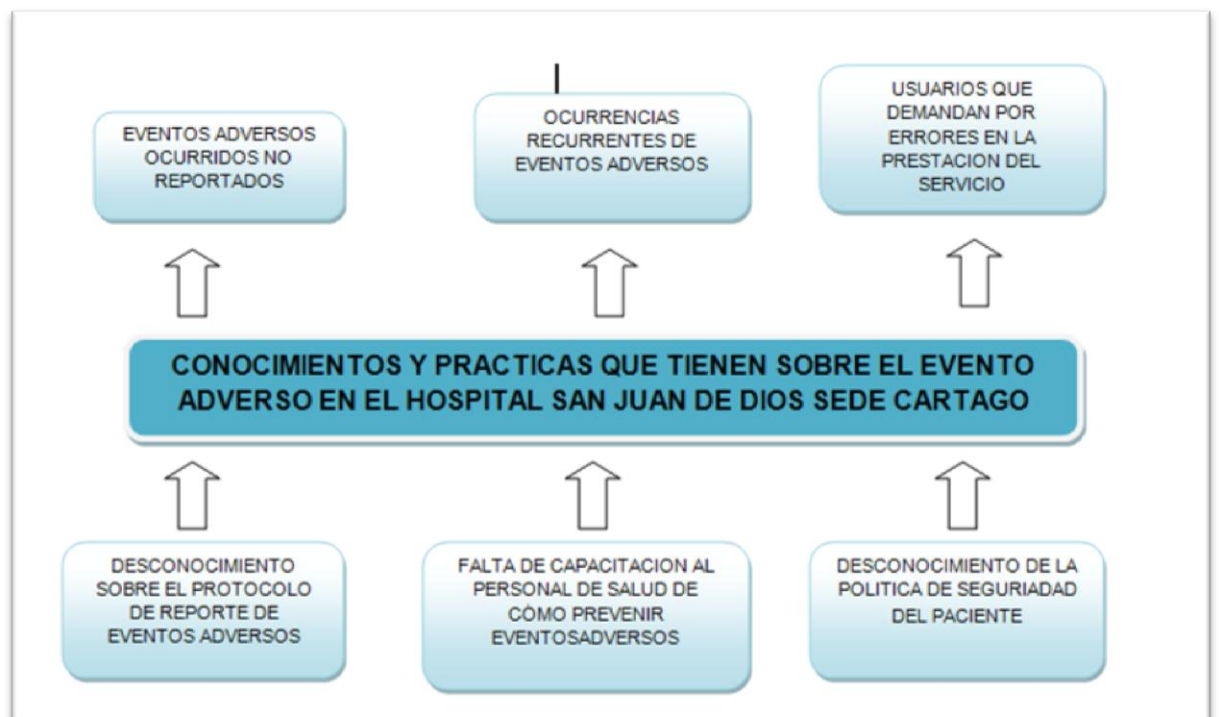 EVENTOS ADVERSOS
OCURRIDOS NO
REPORTADOS
OCURRENCIAS
RECURRENTES DE
EVENTOS ADVERSOS
USUARIOS QUE
DEMANDAN POR
ERRORES EN LA
PRESTACION DEL
SERVICIO
CONOCIMIENTOS Y PRACTICAS QUE TIENEN SOBRE EL EVENTO
ADVERSO EN EL HOSPITAL SAN JUAN DE DIOS SEDE CARTAGO
DESCONOCIMIENTO
SOBRE EL PROTOCOLO
DE REPORTE DE
EVENTOS ADVERSOS
FALTA DE CAPACITACION AL
PERSONAL DE SALUD DE
CÓMO PREVENIR
EVENTOSADVERSOS
DESCONOCIMIENTO DE LA
POLITICA DE SEGURIADAD
DEL PACIENTE